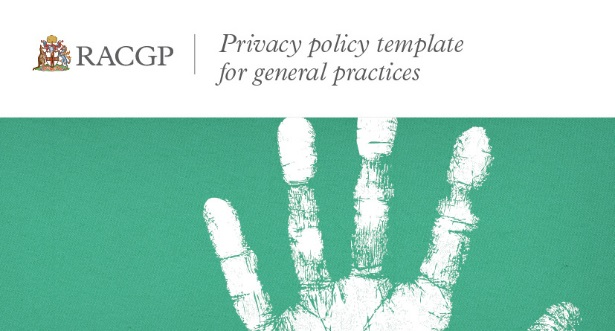 RACGP
Privacy policy template
for general practices